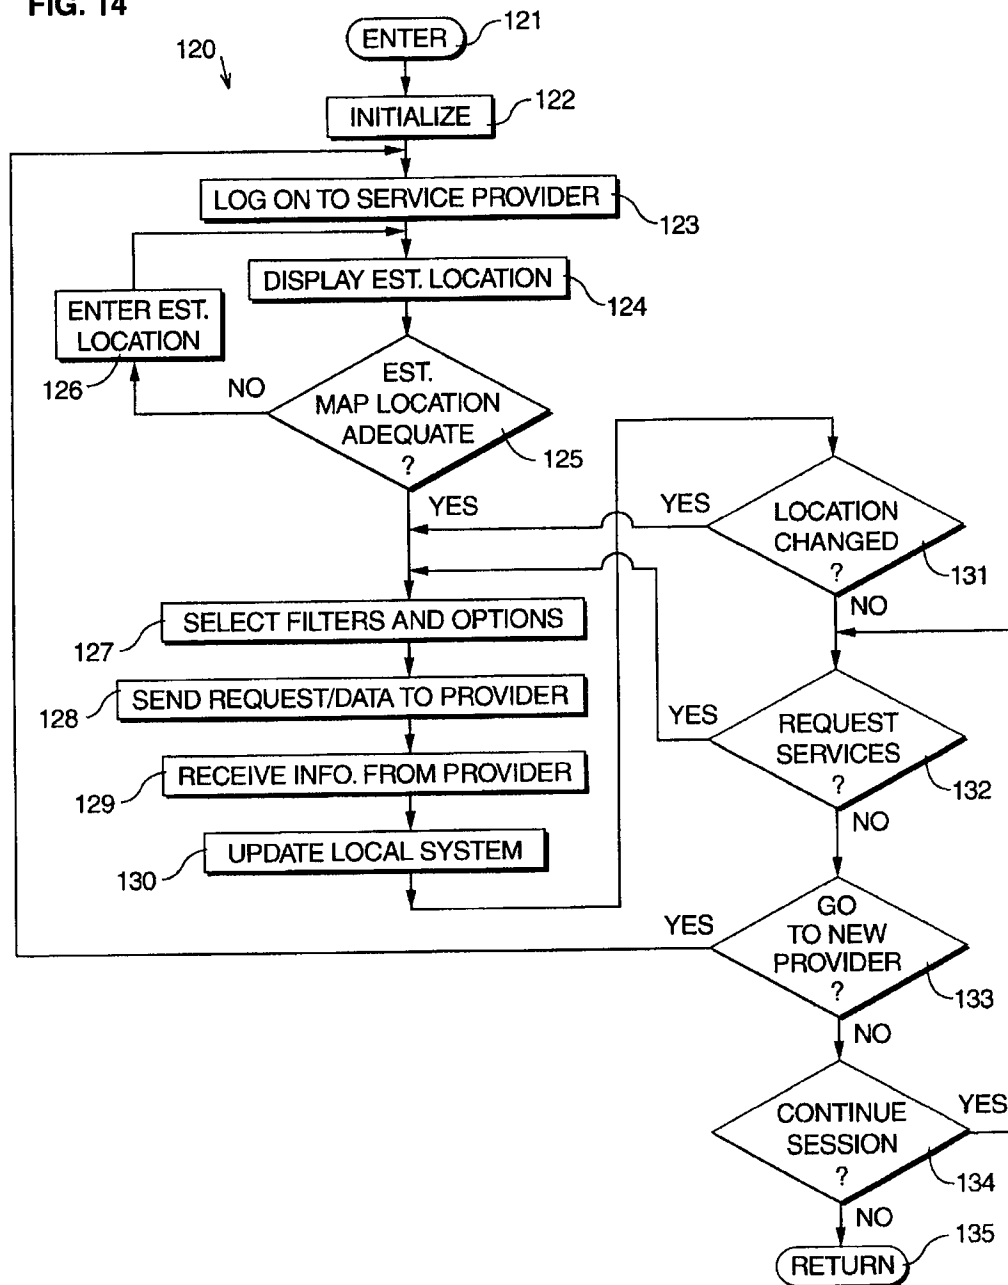 FIG. 14
120
ENTER
121
INITIALIZE
122
LOG ON TO SERVICE PROVIDER
123
DISPLAY EST. LOCATION
124
ENTER EST.
LOCATION
126
NO
EST.
MAP LOCATION
ADEQUATE
?
125
YES
YES
LOCATION
CHANGED
?
131
NO
SELECT FILTERS AND OPTIONS
127
SEND REQUEST/DATA TO PROVIDER
128
YES
REQUEST
SERVICES
?
132
NO
RECEIVE INFO. FROM PROVIDER
129
UPDATE LOCAL SYSTEM
130
YES
GO
TO NEW
PROVIDER
?
133
NO
CONTINUE
SESSION
?
134
YES
NO
RETURN
135